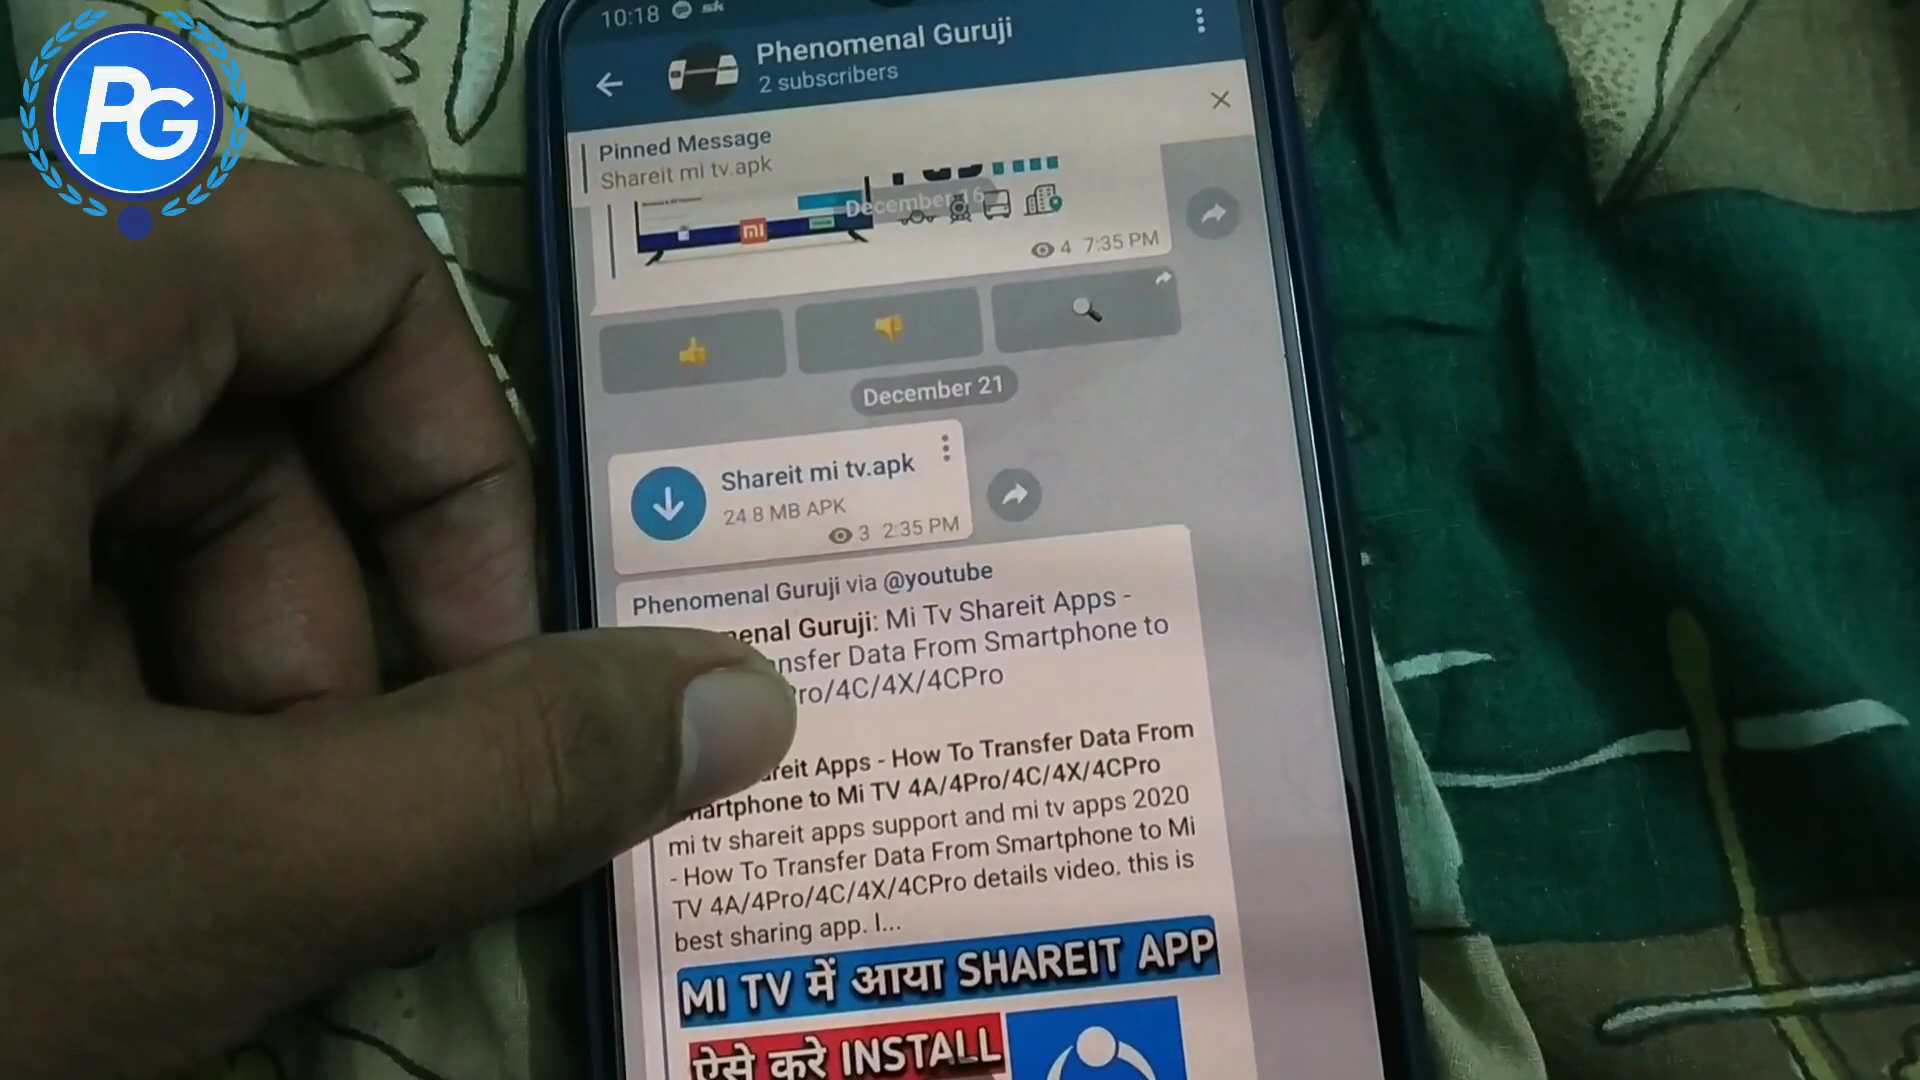 PG
10:18
Phenomenal Guruji
2 subscribers
Pinned Message
Shareit mi tv.apk
December 16
mi
4 7:35 PM
December 21
Shareit mi tv.apk
24 8 MB APK
3 2:35 PM
Phenomenal Guruji via @youtube
enal Guruji: Mi Tv Shareit Apps -
nsfer Data From Smartphone to
ro/4C/4X/4CPro
reit Apps - How To Transfer Data From
martphone to Mi TV 4A/4Pro/4C/4X/4CPro
mi tv shareit apps support and mi tv apps 2020
- How To Transfer Data From Smartphone to Mi
TV 4A/4Pro/4C/4X/4CPro details video. this is
best sharing app. I...
MI TV में आया SHAREIT APP
ऐसे करे INSTALL